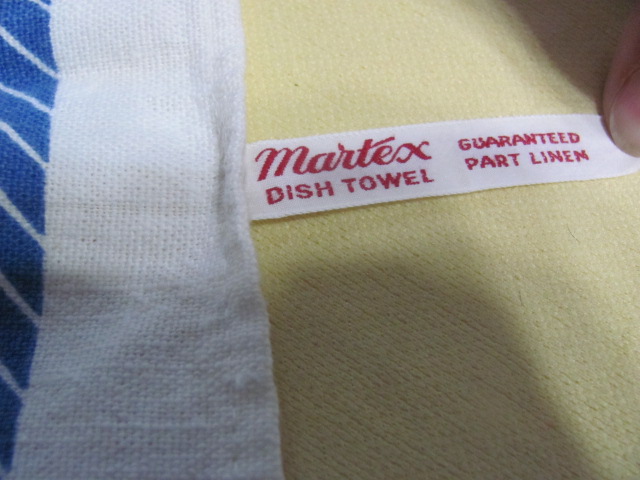 Martex
DISH TOWEL
GUARANTEED
PART LINEN